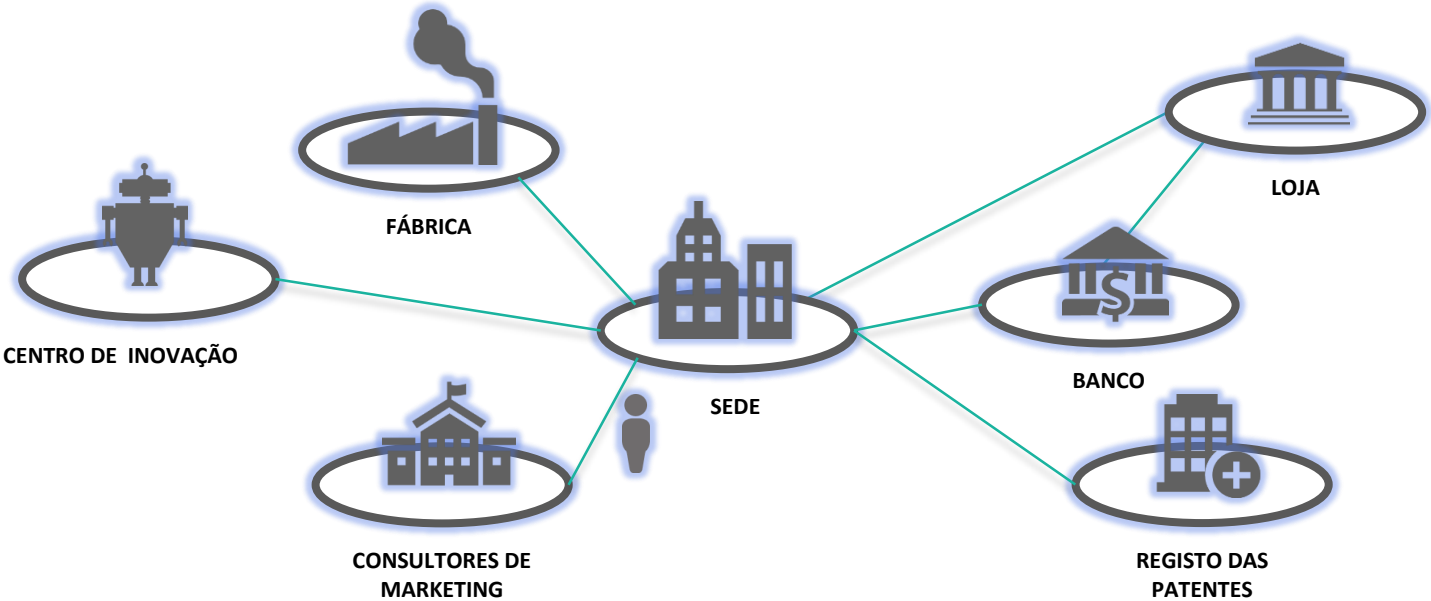 LOJA
FÁBRICA
CENTRO DE INOVAÇÃO
BANCO
SEDE
CONSULTORES DE
MARKETING
REGISTO DAS
PATENTES